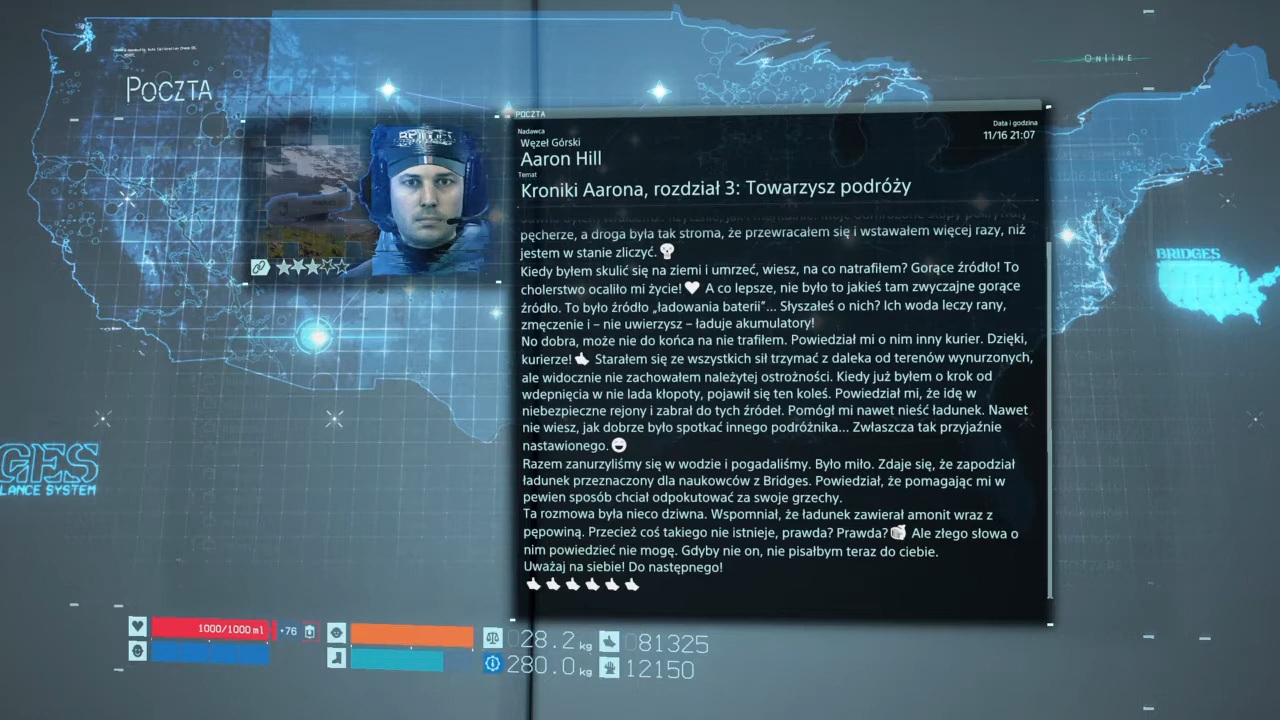 POCZTA
ONLINE
POCZTA
Nadawca
Węzeł Górski
Aaron Hill
Data i godzina
11/16 21:07
Temat
Kroniki Aarona, rozdział 3: Towarzysz podróży
pęcherze, a droga była tak stroma, że przewracałem się i wstawałem więcej razy, niż
jestem w stanie zliczyć.
Kiedy byłem skulić się na ziemi i umrzeć, wiesz, na co natrafiłem? Gorące źródło! To
cholerstwo ocaliło mi życie! A co lepsze, nie było to jakieś tam zwyczajne gorące
źródło. To było źródło „ładowania baterii”... Słyszałeś o nich? Ich woda leczy rany,
zmęczenie i – nie uwierzysz – ładuje akumulatory!
No dobra, może nie do końca na nie trafiłem. Powiedział mi o nim inny kurier. Dzięki,
kurierze! Starałem się ze wszystkich sił trzymać z daleka od terenów wynurzonych,
ale widocznie nie zachowałem należytej ostrożności. Kiedy już byłem o krok od
wdepnięcia w nie lada kłopoty, pojawił się ten koleś. Powiedział mi, że idę w
niebezpieczne rejony i zabrał do tych źródeł. Pomógł mi nawet nieść ładunek. Nawet
nie wiesz, jak dobrze było spotkać innego podróżnika... Zwłaszcza tak przyjaźnie
nastawionego.
Razem zanurzyliśmy się w wodzie i pogadaliśmy. Było miło. Zdaje się, że zapodział
ładunek przeznaczony dla naukowców z Bridges. Powiedział, że pomagając mi w
pewien sposób chciał odpokutować za swoje grzechy.
Ta rozmowa była nieco dziwna. Wspomniał, że ładunek zawierał amonit wraz z
pępowiną. Przecież coś takiego nie istnieje, prawda? Prawda? Ale złego słowa o
nim powiedzieć nie mogę. Gdyby nie on, nie pisałbym teraz do ciebie.
Uważaj na siebie! Do następnego!
BRIDGES
BRIDGES
GES
LANCE SYSTEM
1000/1000 ml
+76
028.2 kg
081325
280.0 kg
12150